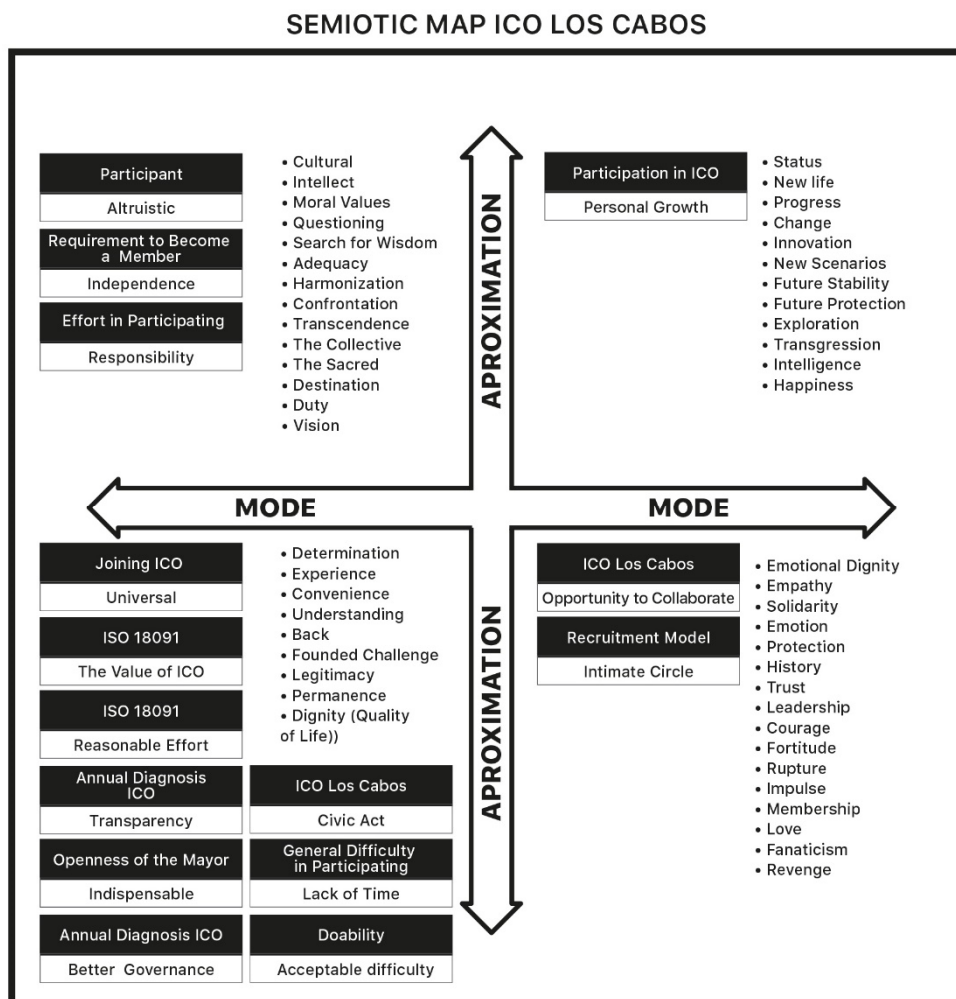 SEMIOTIC MAP ICO LOS CABOS
Participant
Altruistic
Requirement to Become
a Member
Independence
Effort in Participating
Responsibility
• Cultural
• Intellect
• Moral Values
• Questioning
• Search for Wisdom
• Adequacy
• Harmonization
• Confrontation
• Transcendence
• The Collective
• The Sacred
• Destination
• Duty
• Vision
APROXIMATION
Participation in ICO
Personal Growth
• Status
• New life
• Progress
• Change
• Innovation
• New Scenarios
• Future Stability
• Future Protection
• Exploration
• Transgression
• Intelligence
• Happiness
MODE
MODE
Joining ICO
Universal
ISO 18091
The Value of ICO
ISO 18091
Reasonable Effort
• Determination
• Experience
• Convenience
• Understanding
• Back
• Founded Challenge
• Legitimacy
• Permanence
• Dignity (Quality
of Life))
Annual Diagnosis
ICO
Transparency
Openness of the Mayor
Indispensable
Annual Diagnosis ICO
Better Governance
ICO Los Cabos
Civic Act
General Difficulty
in Participating
Lack of Time
Doability
Acceptable difficulty
APROXIMATION
ICO Los Cabos
Opportunity to Collaborate
Recruitment Model
Intimate Circle
• Emotional Dignity
• Empathy
• Solidarity
• Emotion
• Protection
• History
• Trust
• Leadership
• Courage
• Fortitude
• Rupture
• Impulse
• Membership
• Love
• Fanaticism
• Revenge